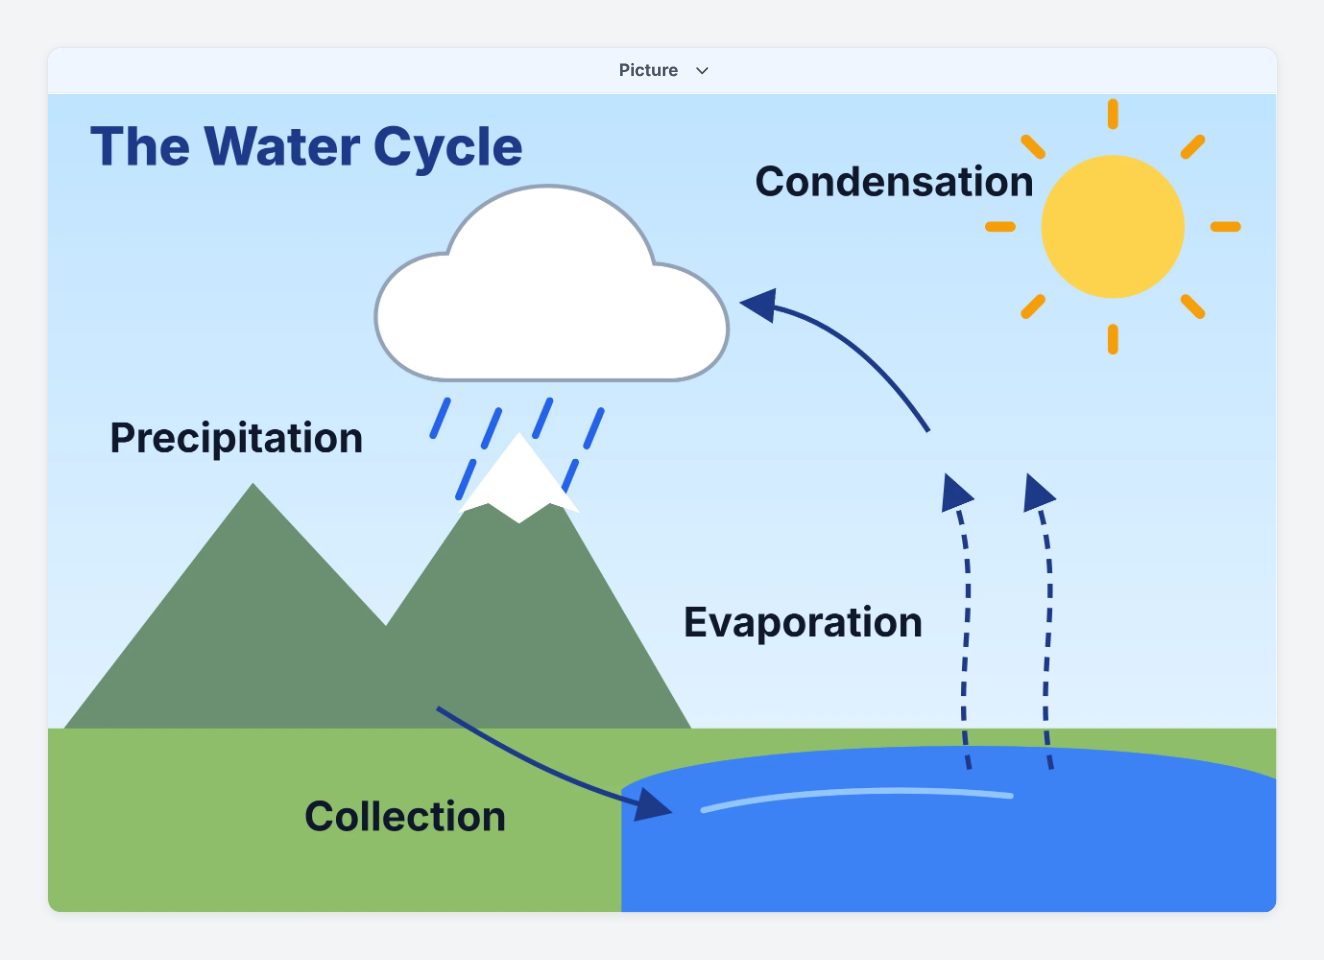 Picture
The Water Cycle
Condensation
Precipitation
Evaporation
Collection